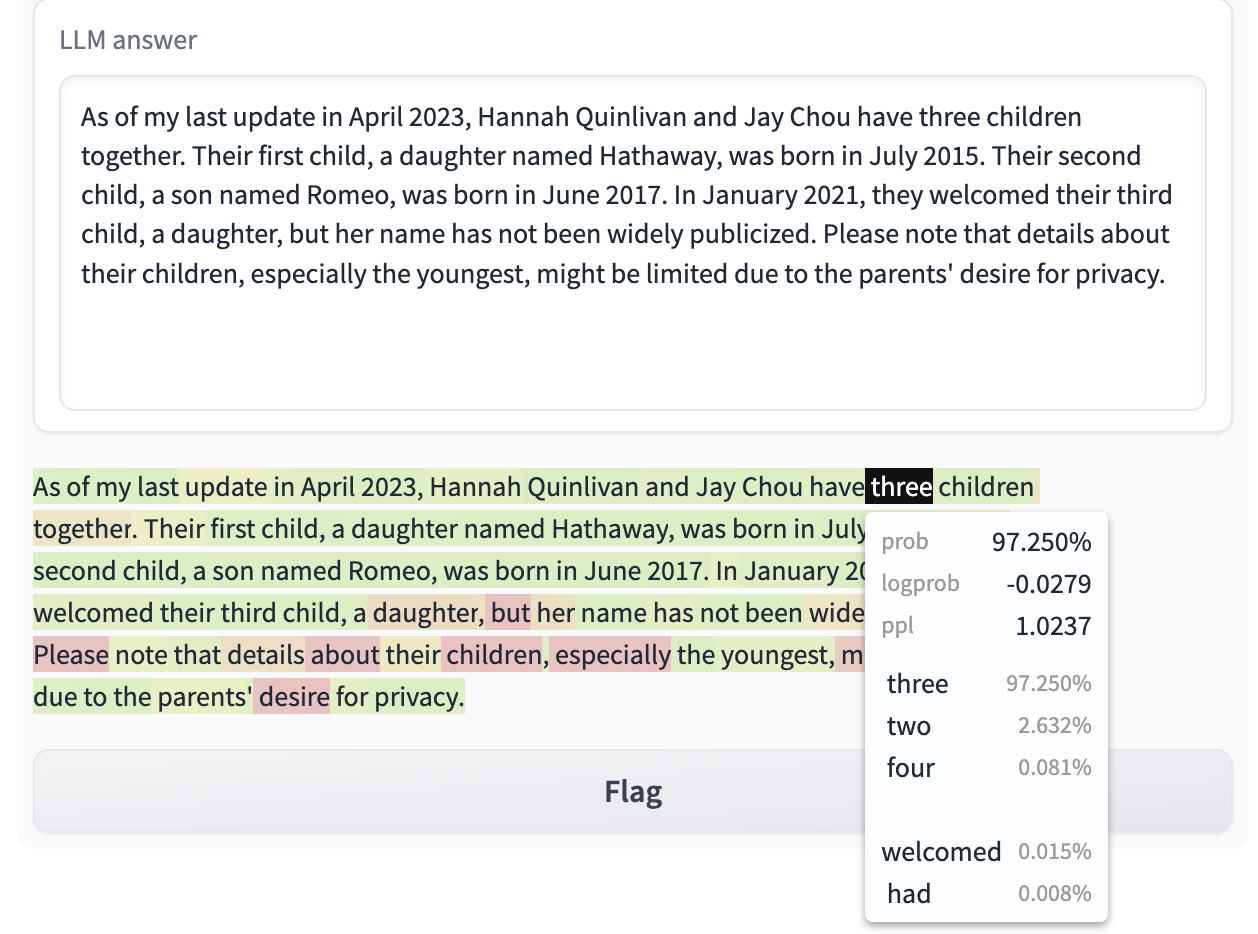 LLM answer
As of my last update in April 2023, Hannah Quinlivan and Jay Chou have three children
together. Their first child, a daughter named Hathaway, was born in July 2015. Their second
child, a son named Romeo, was born in June 2017. In January 2021, they welcomed their third
child, a daughter, but her name has not been widely publicized. Please note that details about
their children, especially the youngest, might be limited due to the parents' desire for privacy.
As of my last update in April 2023, Hannah Quinlivan and Jay Chou have three children
together. Their first child, a daughter named Hathaway, was born in July
second child, a son named Romeo, was born in June 2017. In January 20
welcomed their third child, a daughter, but her name has not been wide
Please note that details about their children, especially the youngest, m
due to the parents' desire for privacy.
prob 97.250%
logprob -0.0279
ppl 1.0237
three 97.250%
two 2.632%
four 0.081%
welcomed 0.015%
had 0.008%
Flag